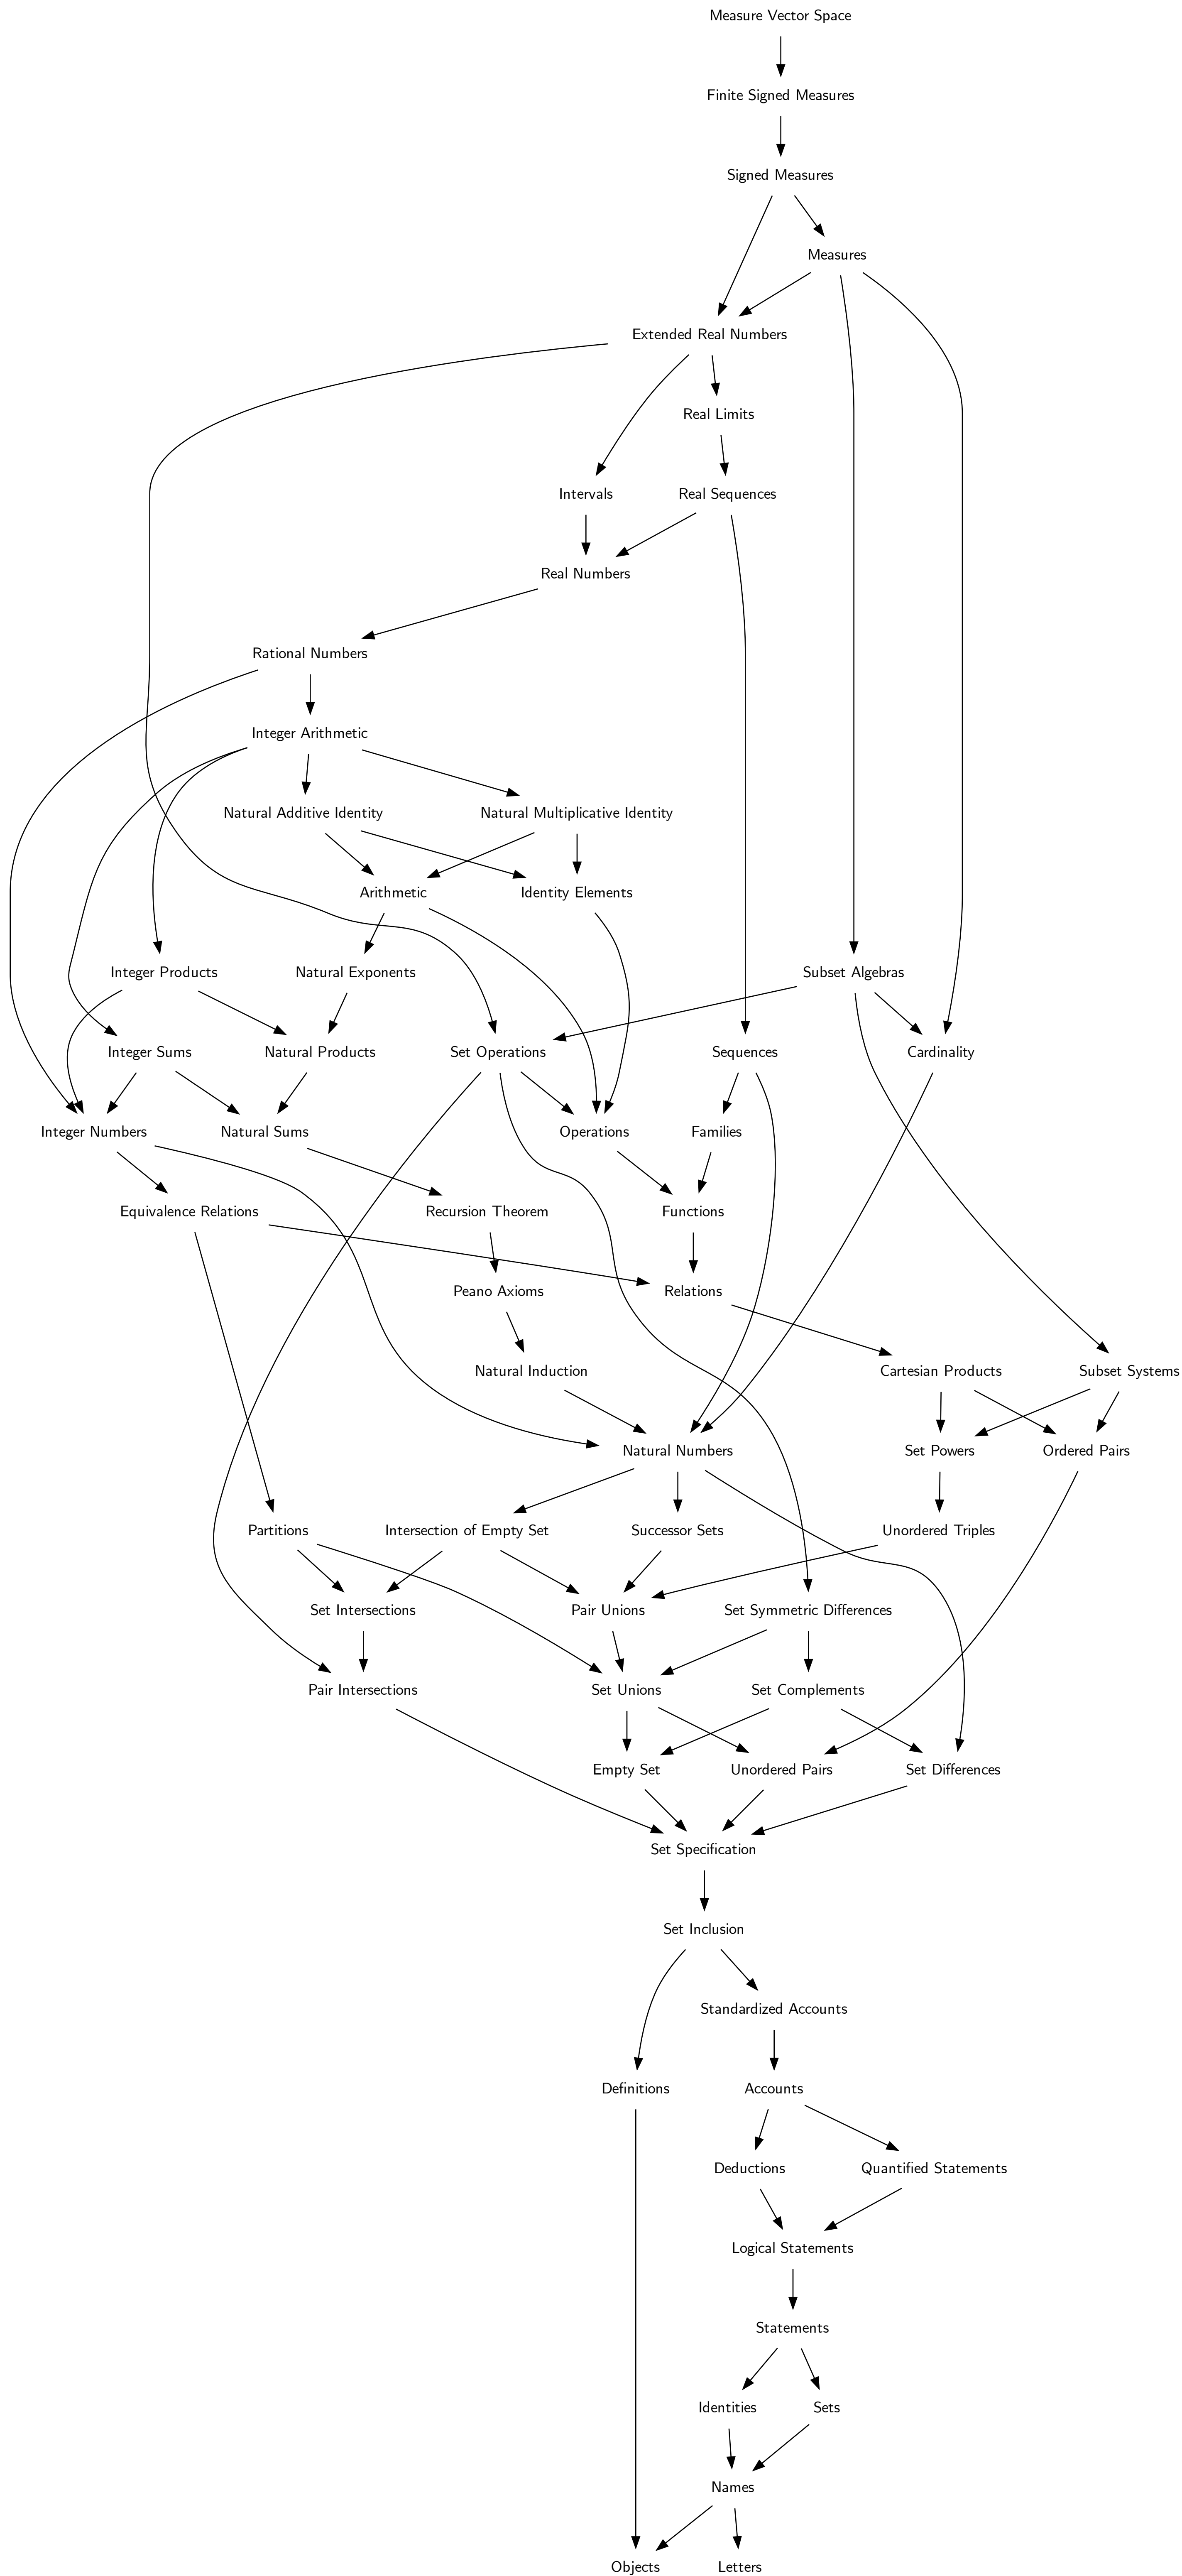 Measure Vector Space
Finite Signed Measures
Signed Measures
Measures
Extended Real Numbers
Real Limits
Intervals
Real Sequences
Real Numbers
Rational Numbers
Integer Arithmetic
Natural Additive Identity
Natural Multiplicative Identity
Arithmetic
Identity Elements
Integer Products
Natural Exponents
Subset Algebras
Integer Sums
Natural Products
Set Operations
Sequences
Cardinality
Integer Numbers
Natural Sums
Operations
Families
Equivalence Relations
Recursion Theorem
Functions
Peano Axioms
Relations
Natural Induction
Cartesian Products
Subset Systems
Natural Numbers
Set Powers
Ordered Pairs
Partitions
Intersection of Empty Set
Successor Sets
Unordered Triples
Set Intersections
Pair Unions
Set Symmetric Differences
Pair Intersections
Set Unions
Set Complements
Empty Set
Unordered Pairs
Set Differences
Set Specification
Set Inclusion
Standardized Accounts
Definitions
Accounts
Deductions
Quantified Statements
Logical Statements
Statements
Identities
Sets
Names
Objects
Letters